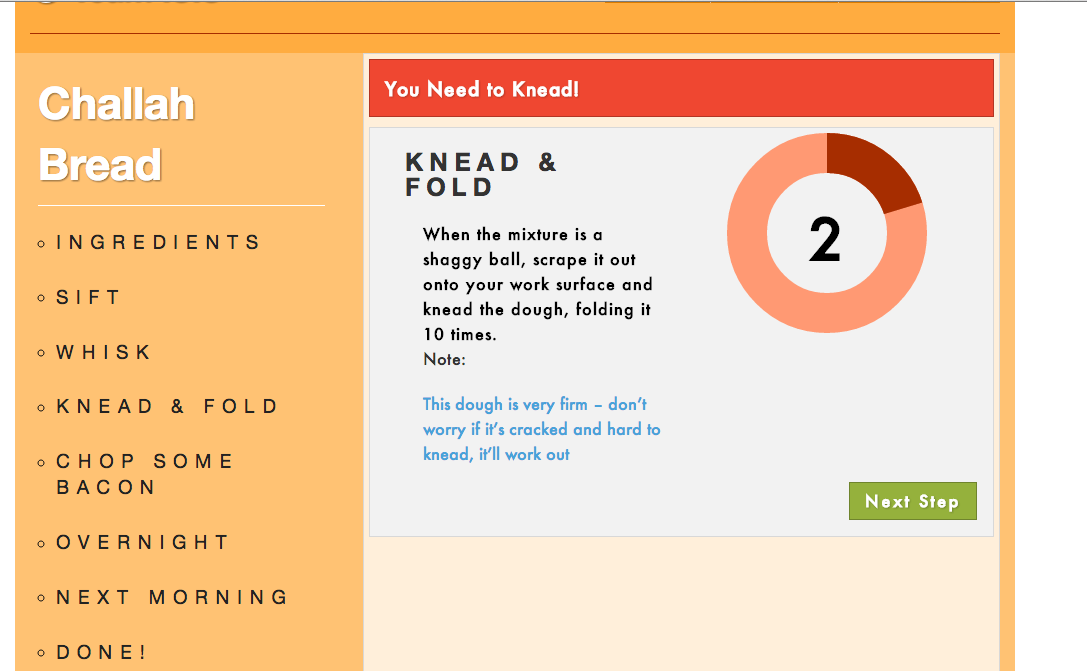 Challah
Bread
INGREDIENTS
SIFT
WHISK
KNEAD & FOLD
CHOP SOME
BACON
OVERNIGHT
NEXT MORNING
DONE!
You Need to Knead!
KNEAD &
FOLD
When the mixture is a
shaggy ball, scrape it out
onto your work surface and
knead the dough, folding it
10 times.
Note:
This dough is very firm – don't
worry if it's cracked and hard to
knead, it'll work out
2
Next Step